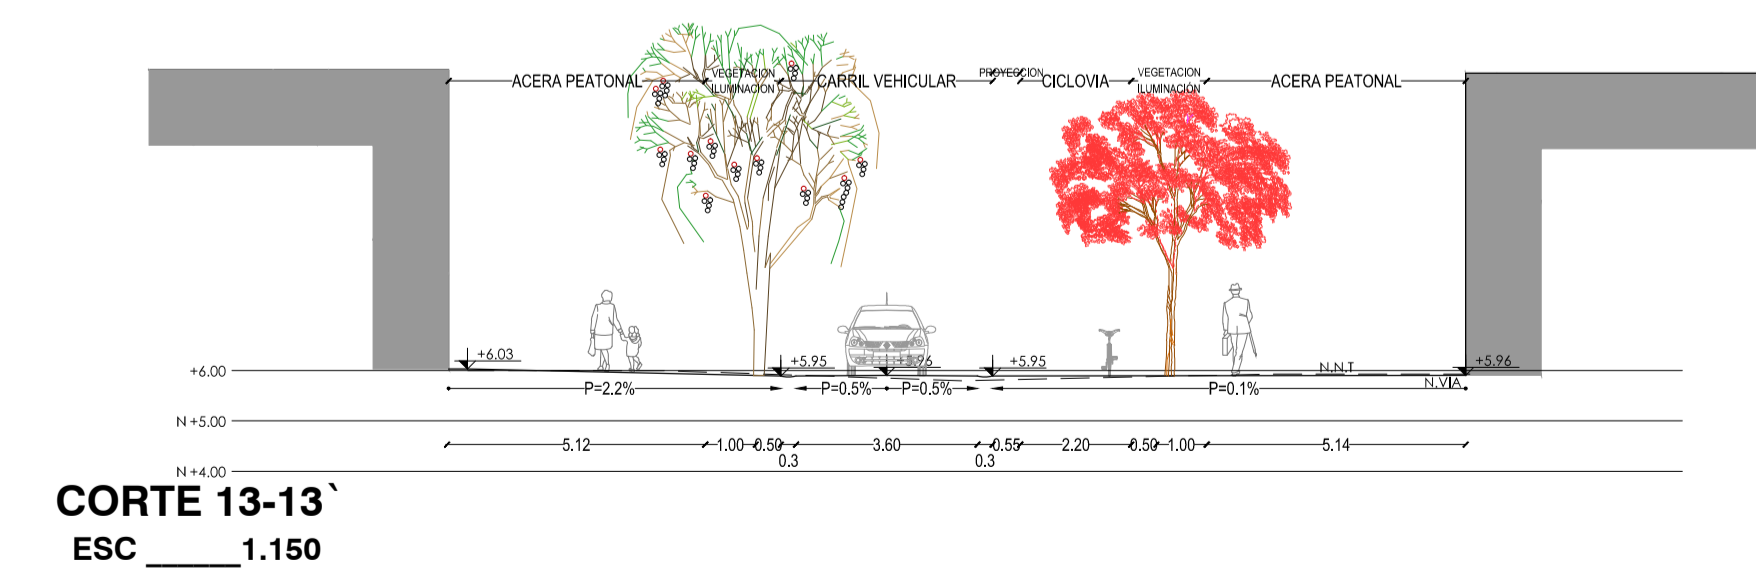 ACERA PEATONAL
VEGETACION
ILUMINACIÓN
CARRIL VEHICULAR
PROYECCION
CICLOVIA
VEGETACION
ILUMINACIÓN
ACERA PEATONAL
+6.03
+5.95
+5.96
+5.95
+5.96
+6.00
N.N.T
N.VIA
P=2.2%
P=0.5%
P=0.5%
P=0.1%
N +5.00
5.12
1.00
0.50
3.60
0.55
2.20
0.50
1.00
5.14
0.3
0.3
N +4.00
CORTE 13-13`
ESC ______1.150